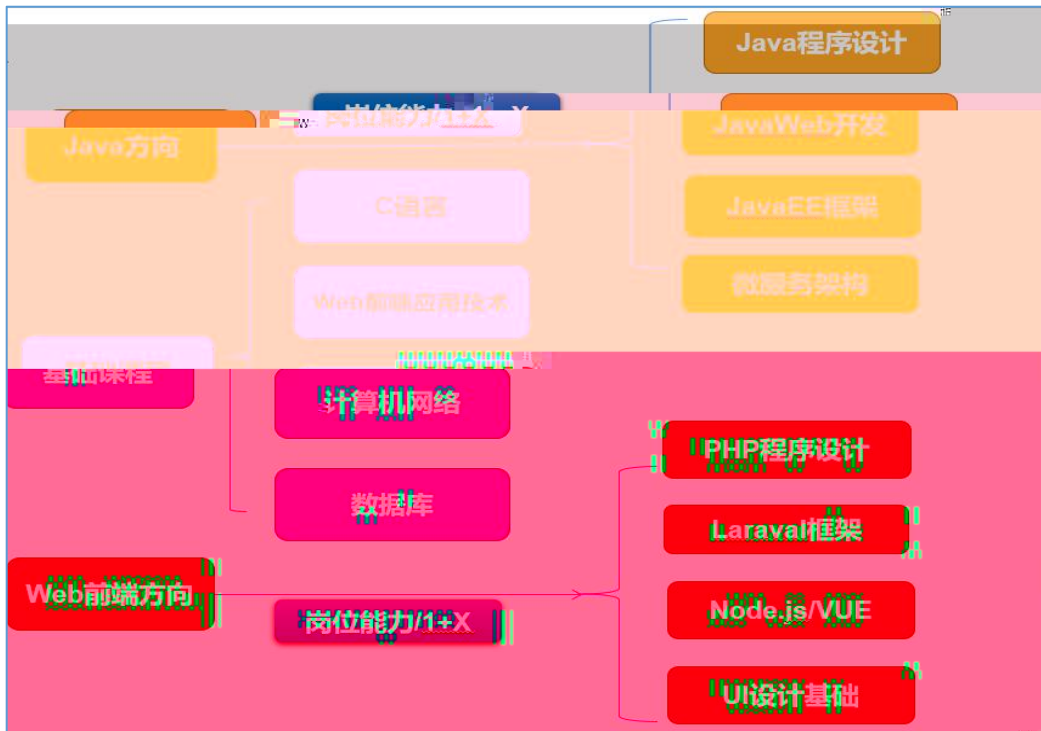 Java程序设计
岗位能力/1+X
JavaWeb开发
Java方向
C语言
JavaEE框架
微服务架构
Web前端应用技术
基础课程
计算机网络
PHP程序设计
数据库
Laraval框架
Web前端方向
Node.js/VUE
岗位能力/1+X
UI设计基础